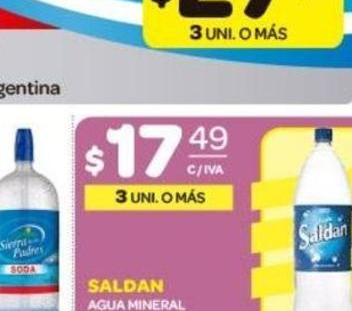 3 UNI. O MÁS
gentina
$17 49
C/IVA
3 UNI. O MÁS
Sierra de los
Padres
SODA
Saldan
SALDAN
AGUA MINERAL